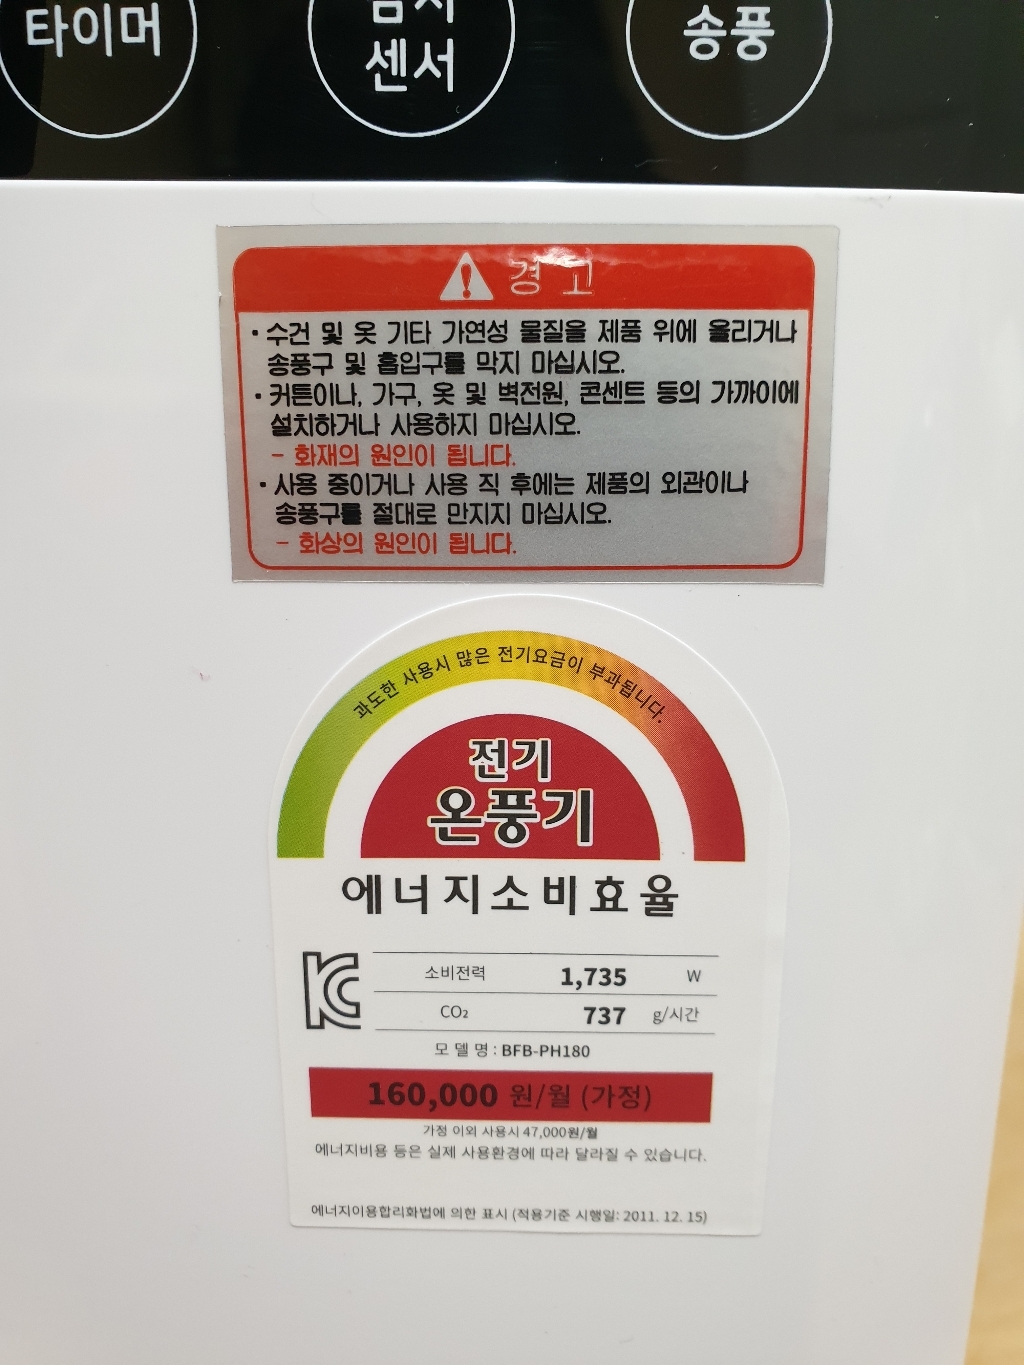 타이머
센서
송풍
경고
· 수건 및 옷 기타 가연성 물질을 제품 위에 올리거나
송풍구 및 흡입구를 막지 마십시오.
· 커튼이나, 가구, 옷 및 벽전원, 콘센트 등의 가까이에
설치하거나 사용하지 마십시오.
- 화재의 원인이 됩니다.
· 사용 중이거나 사용 직 후에는 제품의 외관이나
송풍구를 절대로 만지지 마십시오.
- 화상의 원인이 됩니다.
과도한 사용시 많은 전기요금이 부과됩니다.
전기
온풍기
에너지소비효율
소비전력 1,735 W
CO₂ 737 g/시간
모델명 : BFB-PH180
160,000 원/월 (가정)
가정 이외 사용시 47,000원/월
에너지비용 등은 실제 사용환경에 따라 달라질 수 있습니다.
에너지이용합리화법에 의한 표시 (적용기준 시행일: 2011. 12. 15)